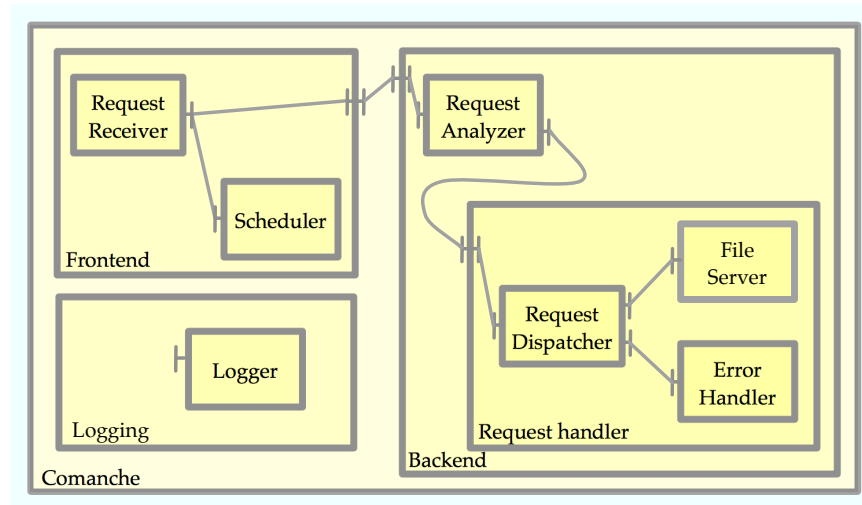 Request
Receiver
Scheduler
Frontend
Logger
Logging
Comanche
Request
Analyzer
File
Server
Request
Dispatcher
Error
Handler
Request handler
Backend